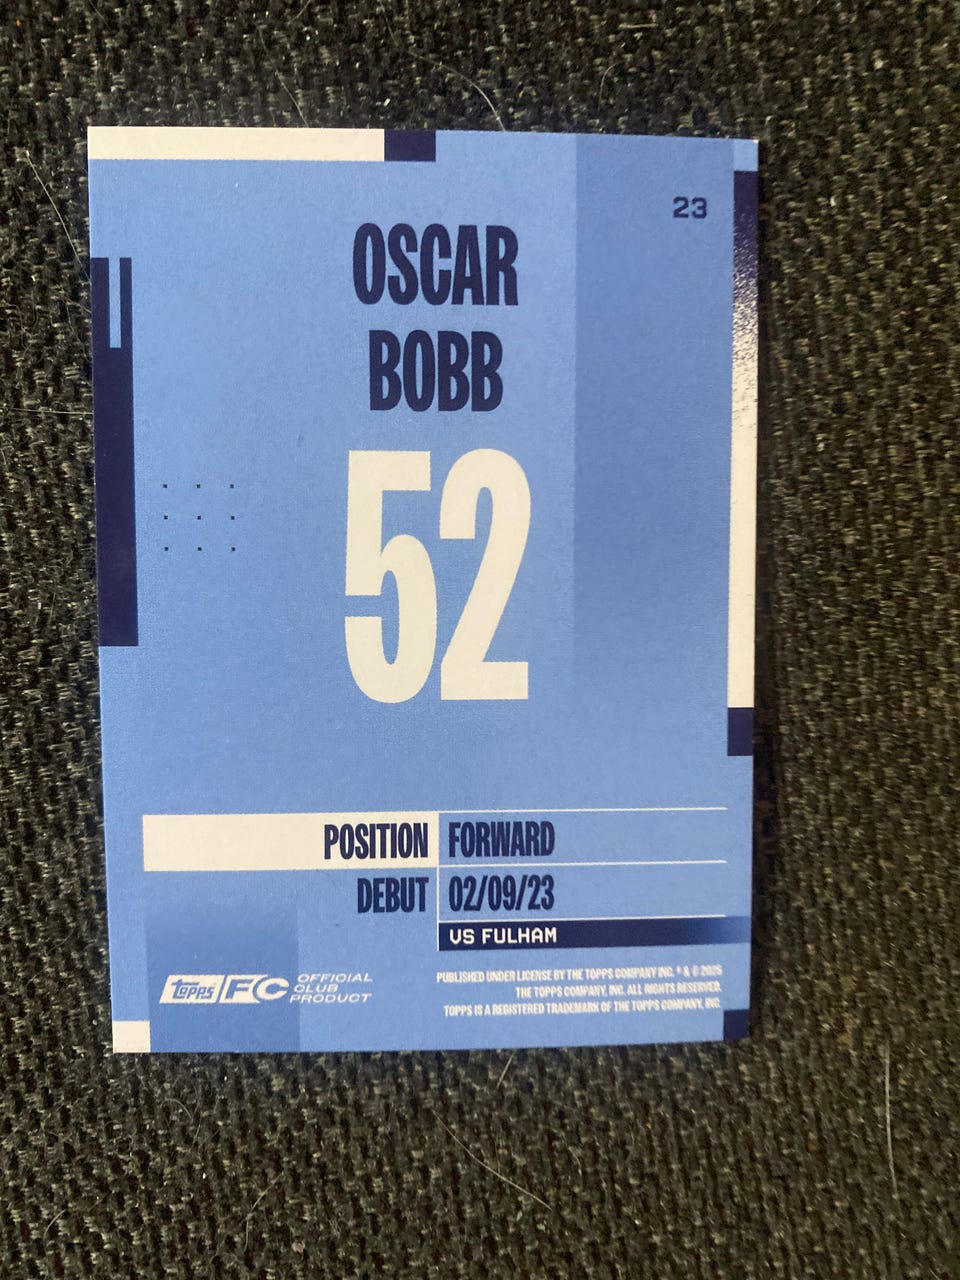 23
OSCAR
BOBB
52
POSITION FORWARD
DEBUT 02/09/23
VS FULHAM
Topps FC OFFICIAL
CLUB
PRODUCT
PUBLISHED UNDER LICENSE BY THE TOPPS COMPANY INC. ® & © 2025
THE TOPPS COMPANY, INC. ALL RIGHTS RESERVED.
TOPPS IS A REGISTERED TRADEMARK OF THE TOPPS COMPANY, INC.